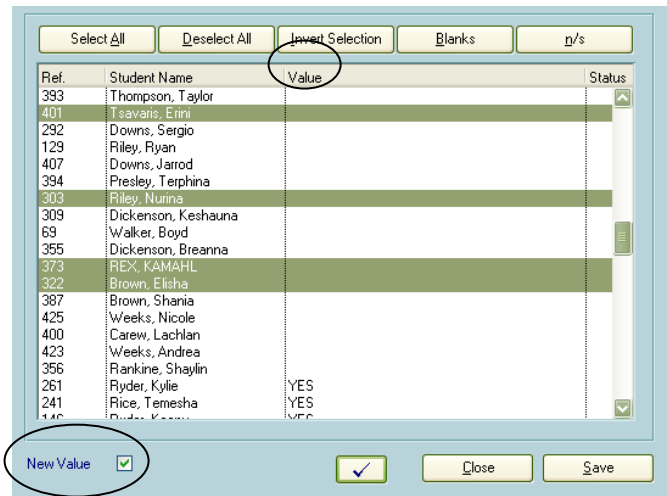 Select All Deselect All Invert Selection Blanks n/s
Ref. Student Name Value Status
393 Thompson, Taylor
401 Tsavaris, Erini
292 Downs, Sergio
129 Riley, Ryan
407 Downs, Jarrod
394 Presley, Terphina
303 Riley, Nurina
309 Dickenson, Keshauna
69 Walker, Boyd
355 Dickenson, Breanna
373 REX, KAMAHL
322 Brown, Elisha
387 Brown, Shania
425 Weeks, Nicole
400 Carew, Lachlan
423 Weeks, Andrea
356 Rankine, Shaylin
261 Ryder, Kylie YES
241 Rice, Temesha YES
YES
New Value Close Save